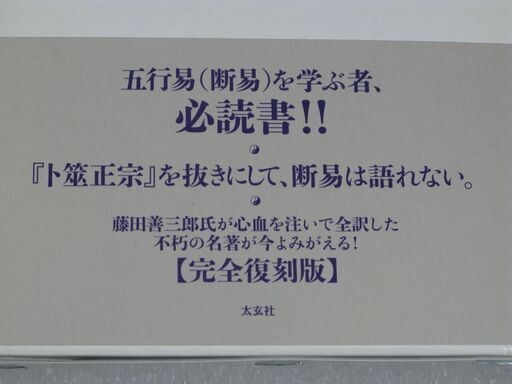 五行易(断易)を学ぶ者、
必読書!!
『卜筮正宗』を抜きにして、断易は語れない。
藤田善三郎氏が心血を注いで全訳した
不朽の名著が今よみがえる!
【完全復刻版】
太玄社